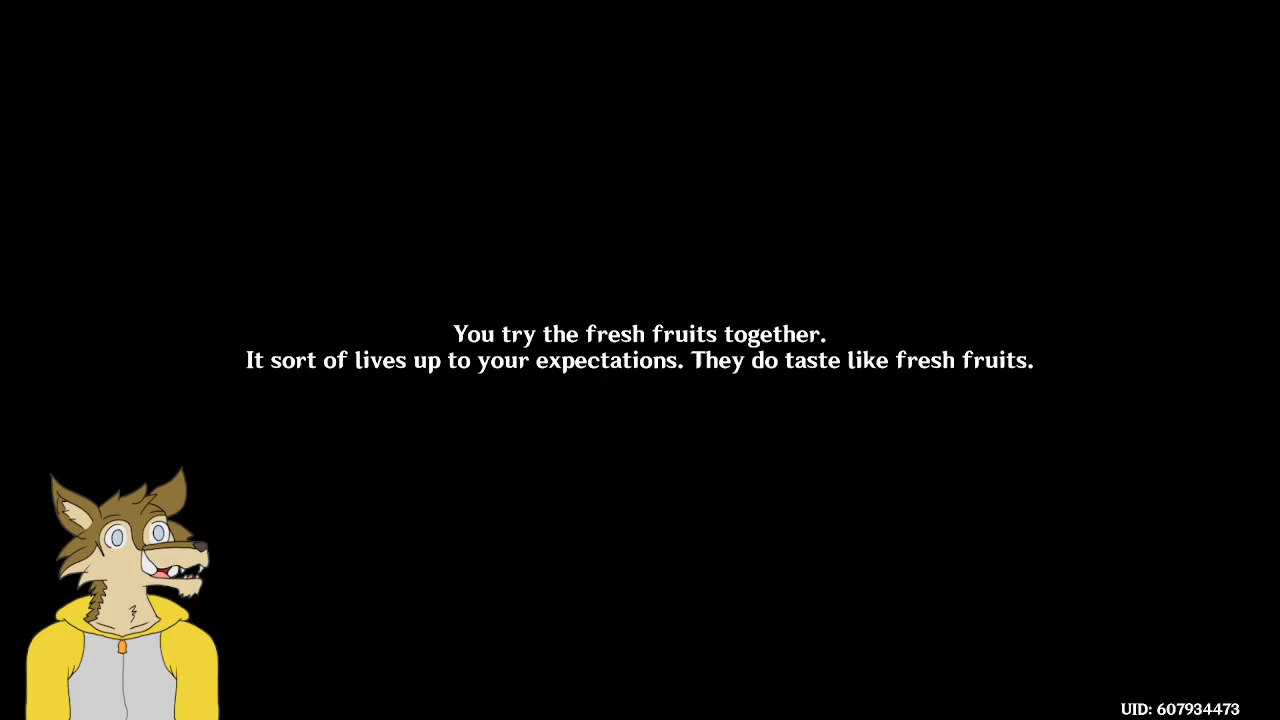 You try the fresh fruits together.
It sort of lives up to your expectations. They do taste like fresh fruits.
UID: 607934473